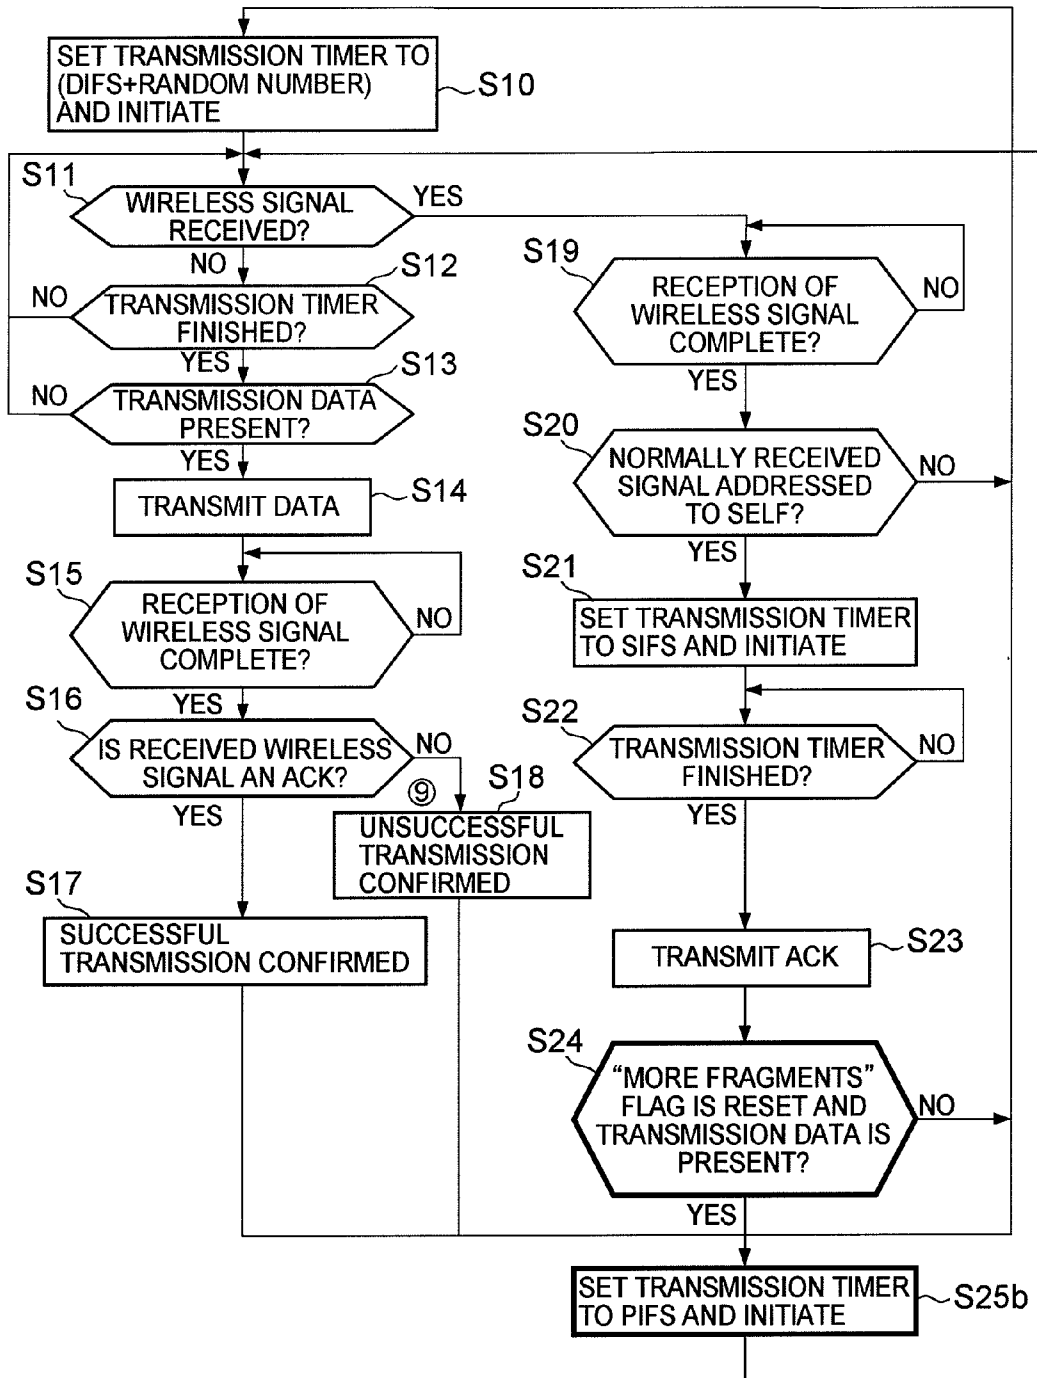 SET TRANSMISSION TIMER TO
(DIFS+RANDOM NUMBER)
AND INITIATE
S10
S11
WIRELESS SIGNAL
RECEIVED?
YES
NO
S12
TRANSMISSION TIMER
FINISHED?
NO
YES
S13
TRANSMISSION DATA
PRESENT?
NO
YES
S14
TRANSMIT DATA
S15
RECEPTION OF
WIRELESS SIGNAL
COMPLETE?
NO
YES
S16
IS RECEIVED WIRELESS
SIGNAL AN ACK?
NO
YES
⑨
S18
UNSUCCESSFUL
TRANSMISSION
CONFIRMED
S17
SUCCESSFUL
TRANSMISSION CONFIRMED
S19
RECEPTION OF
WIRELESS SIGNAL
COMPLETE?
NO
YES
S20
NORMALLY RECEIVED
SIGNAL ADDRESSED
TO SELF?
NO
YES
S21
SET TRANSMISSION TIMER
TO SIFS AND INITIATE
S22
TRANSMISSION TIMER
FINISHED?
NO
YES
TRANSMIT ACK
S23
S24
“MORE FRAGMENTS”
FLAG IS RESET AND
TRANSMISSION DATA IS
PRESENT?
NO
YES
SET TRANSMISSION TIMER
TO PIFS AND INITIATE
S25b